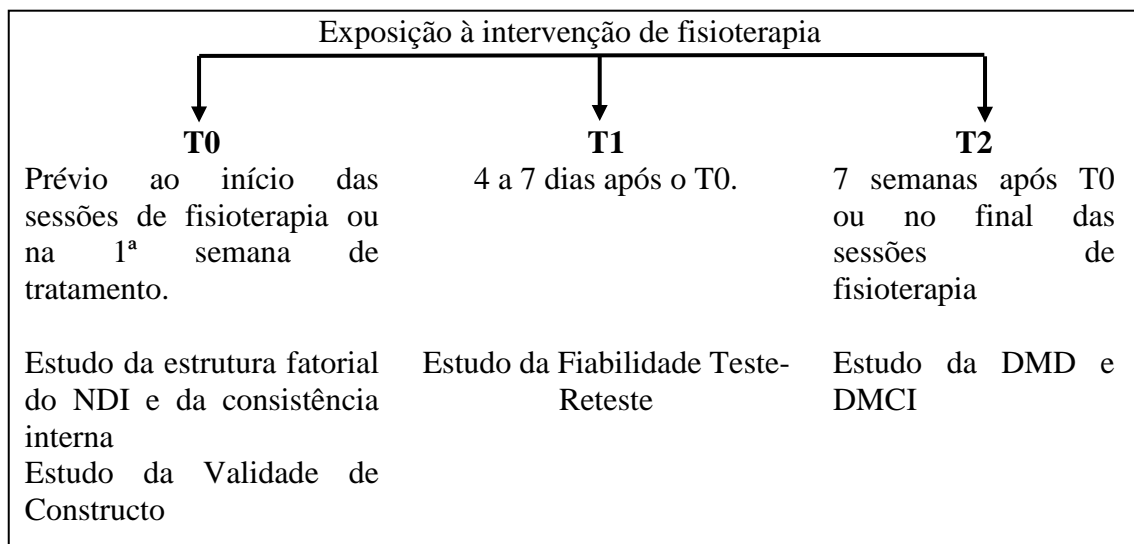 Exposição à intervenção de fisioterapia
T0
Prévio ao início das
sessões de fisioterapia ou
na 1ª semana de
tratamento.
Estudo da estrutura fatorial
do NDI e da consistência
interna
Estudo da Validade de
Constructo
T1
4 a 7 dias após o T0.
Estudo da Fiabilidade Teste-
Reteste
T2
7 semanas após T0
ou no final das
sessões de
fisioterapia
Estudo da DMD e
DMCI